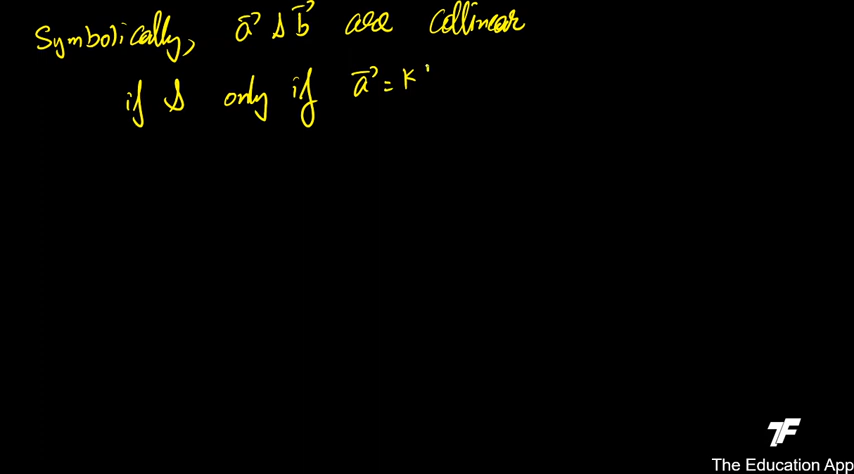 Symbolically, a⃗ & b⃗ are collinear
if & only if a⃗ = K
The Education App